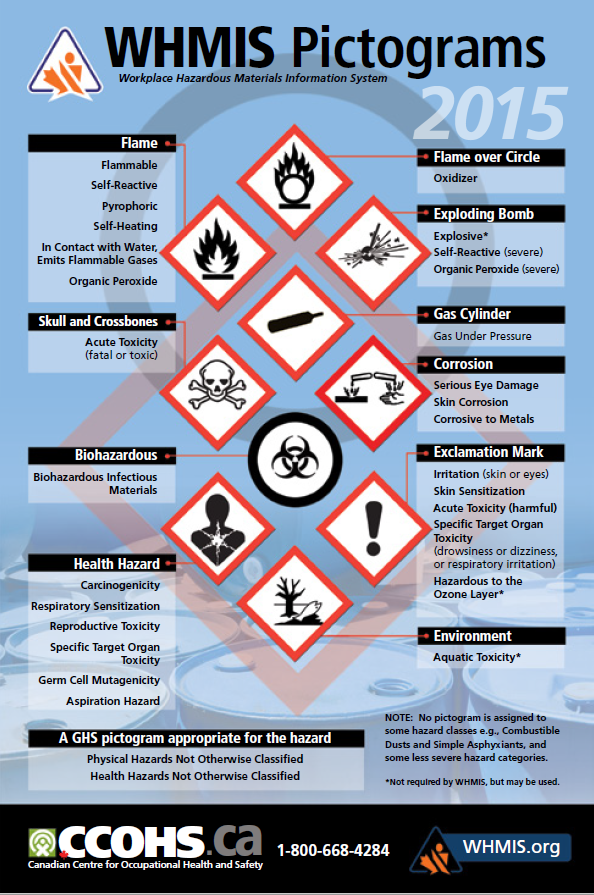 WHMIS Pictograms
Workplace Hazardous Materials Information System
2015
Flame
Flammable
Self-Reactive
Pyrophoric
Self-Heating
In Contact with Water,
Emits Flammable Gases
Organic Peroxide
Skull and Crossbones
Acute Toxicity
(fatal or toxic)
Biohazardous
Biohazardous Infectious
Materials
Health Hazard
Carcinogenicity
Respiratory Sensitization
Reproductive Toxicity
Specific Target Organ
Toxicity
Germ Cell Mutagenicity
Aspiration Hazard
Flame over Circle
Oxidizer
Exploding Bomb
Explosive*
Self-Reactive (severe)
Organic Peroxide (severe)
Gas Cylinder
Gas Under Pressure
Corrosion
Serious Eye Damage
Skin Corrosion
Corrosive to Metals
Exclamation Mark
Irritation (skin or eyes)
Skin Sensitization
Acute Toxicity (harmful)
Specific Target Organ
Toxicity
(drowsiness or dizziness,
or respiratory irritation)
Hazardous to the
Ozone Layer*
Environment
Aquatic Toxicity*
A GHS pictogram appropriate for the hazard
Physical Hazards Not Otherwise Classified
Health Hazards Not Otherwise Classified
NOTE: No pictogram is assigned to
some hazard classes e.g., Combustible
Dusts and Simple Asphyxiants, and
some less severe hazard categories.
*Not required by WHMIS, but may be used.
CCOHS.ca
Canadian Centre for Occupational Health and Safety
1-800-668-4284
WHMIS.org